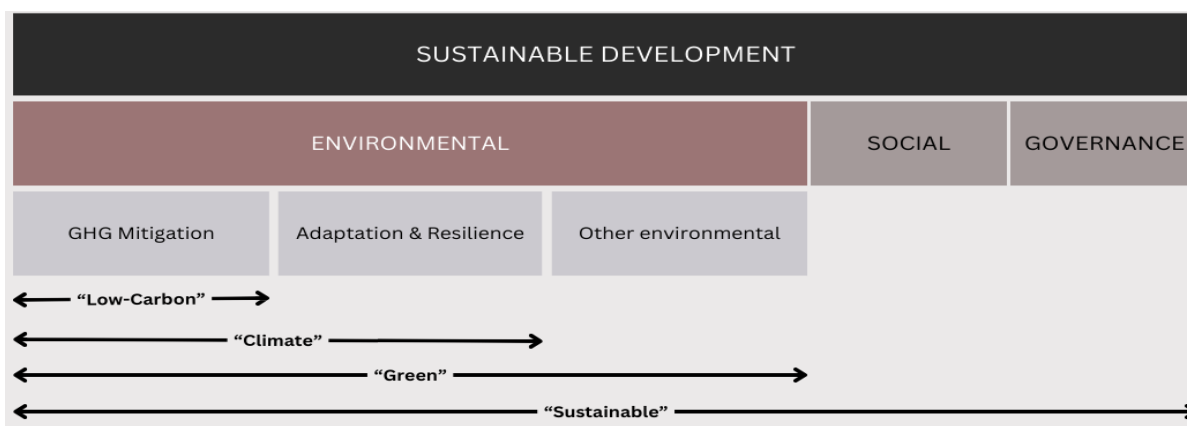 SUSTAINABLE DEVELOPMENT
ENVIRONMENTAL
SOCIAL
GOVERNANCE
GHG Mitigation
Adaptation & Resilience
Other environmental
“Low-Carbon”
“Climate”
“Green”
“Sustainable”